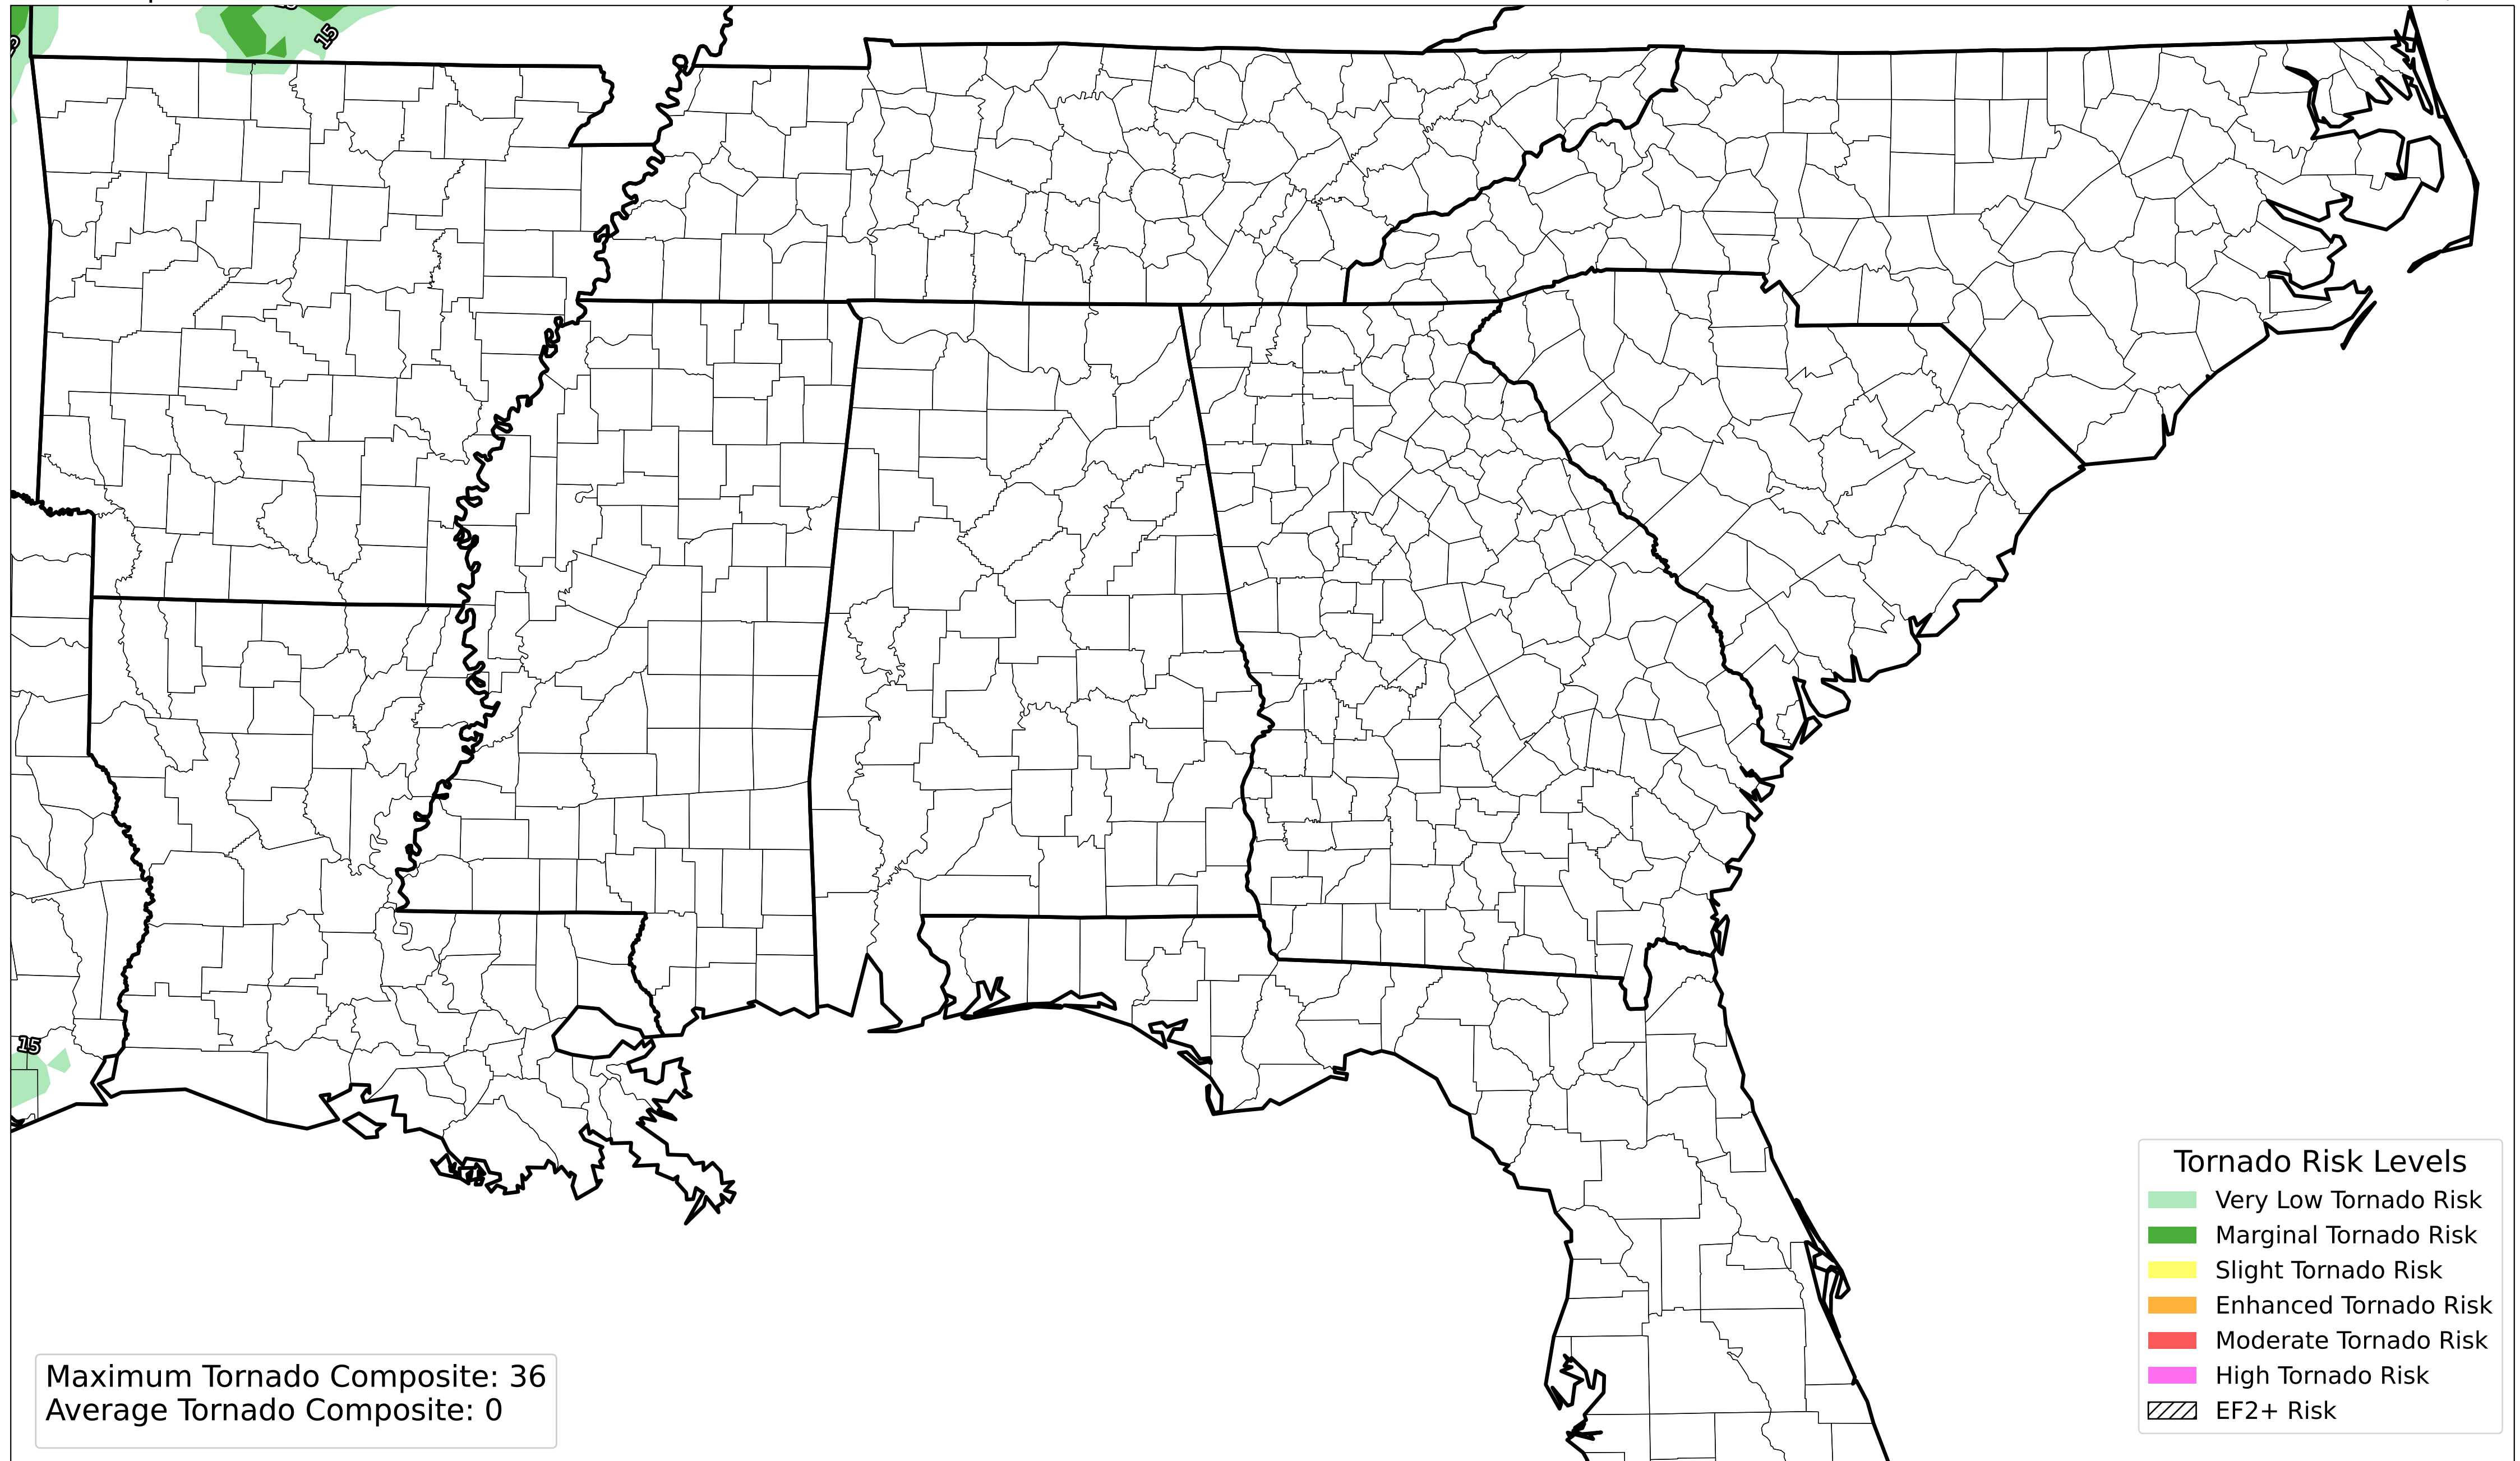 15
15
Tornado Risk Levels
Very Low Tornado Risk
Marginal Tornado Risk
Slight Tornado Risk
Enhanced Tornado Risk
Moderate Tornado Risk
High Tornado Risk
EF2+ Risk
Maximum Tornado Composite: 36
Average Tornado Composite: 0